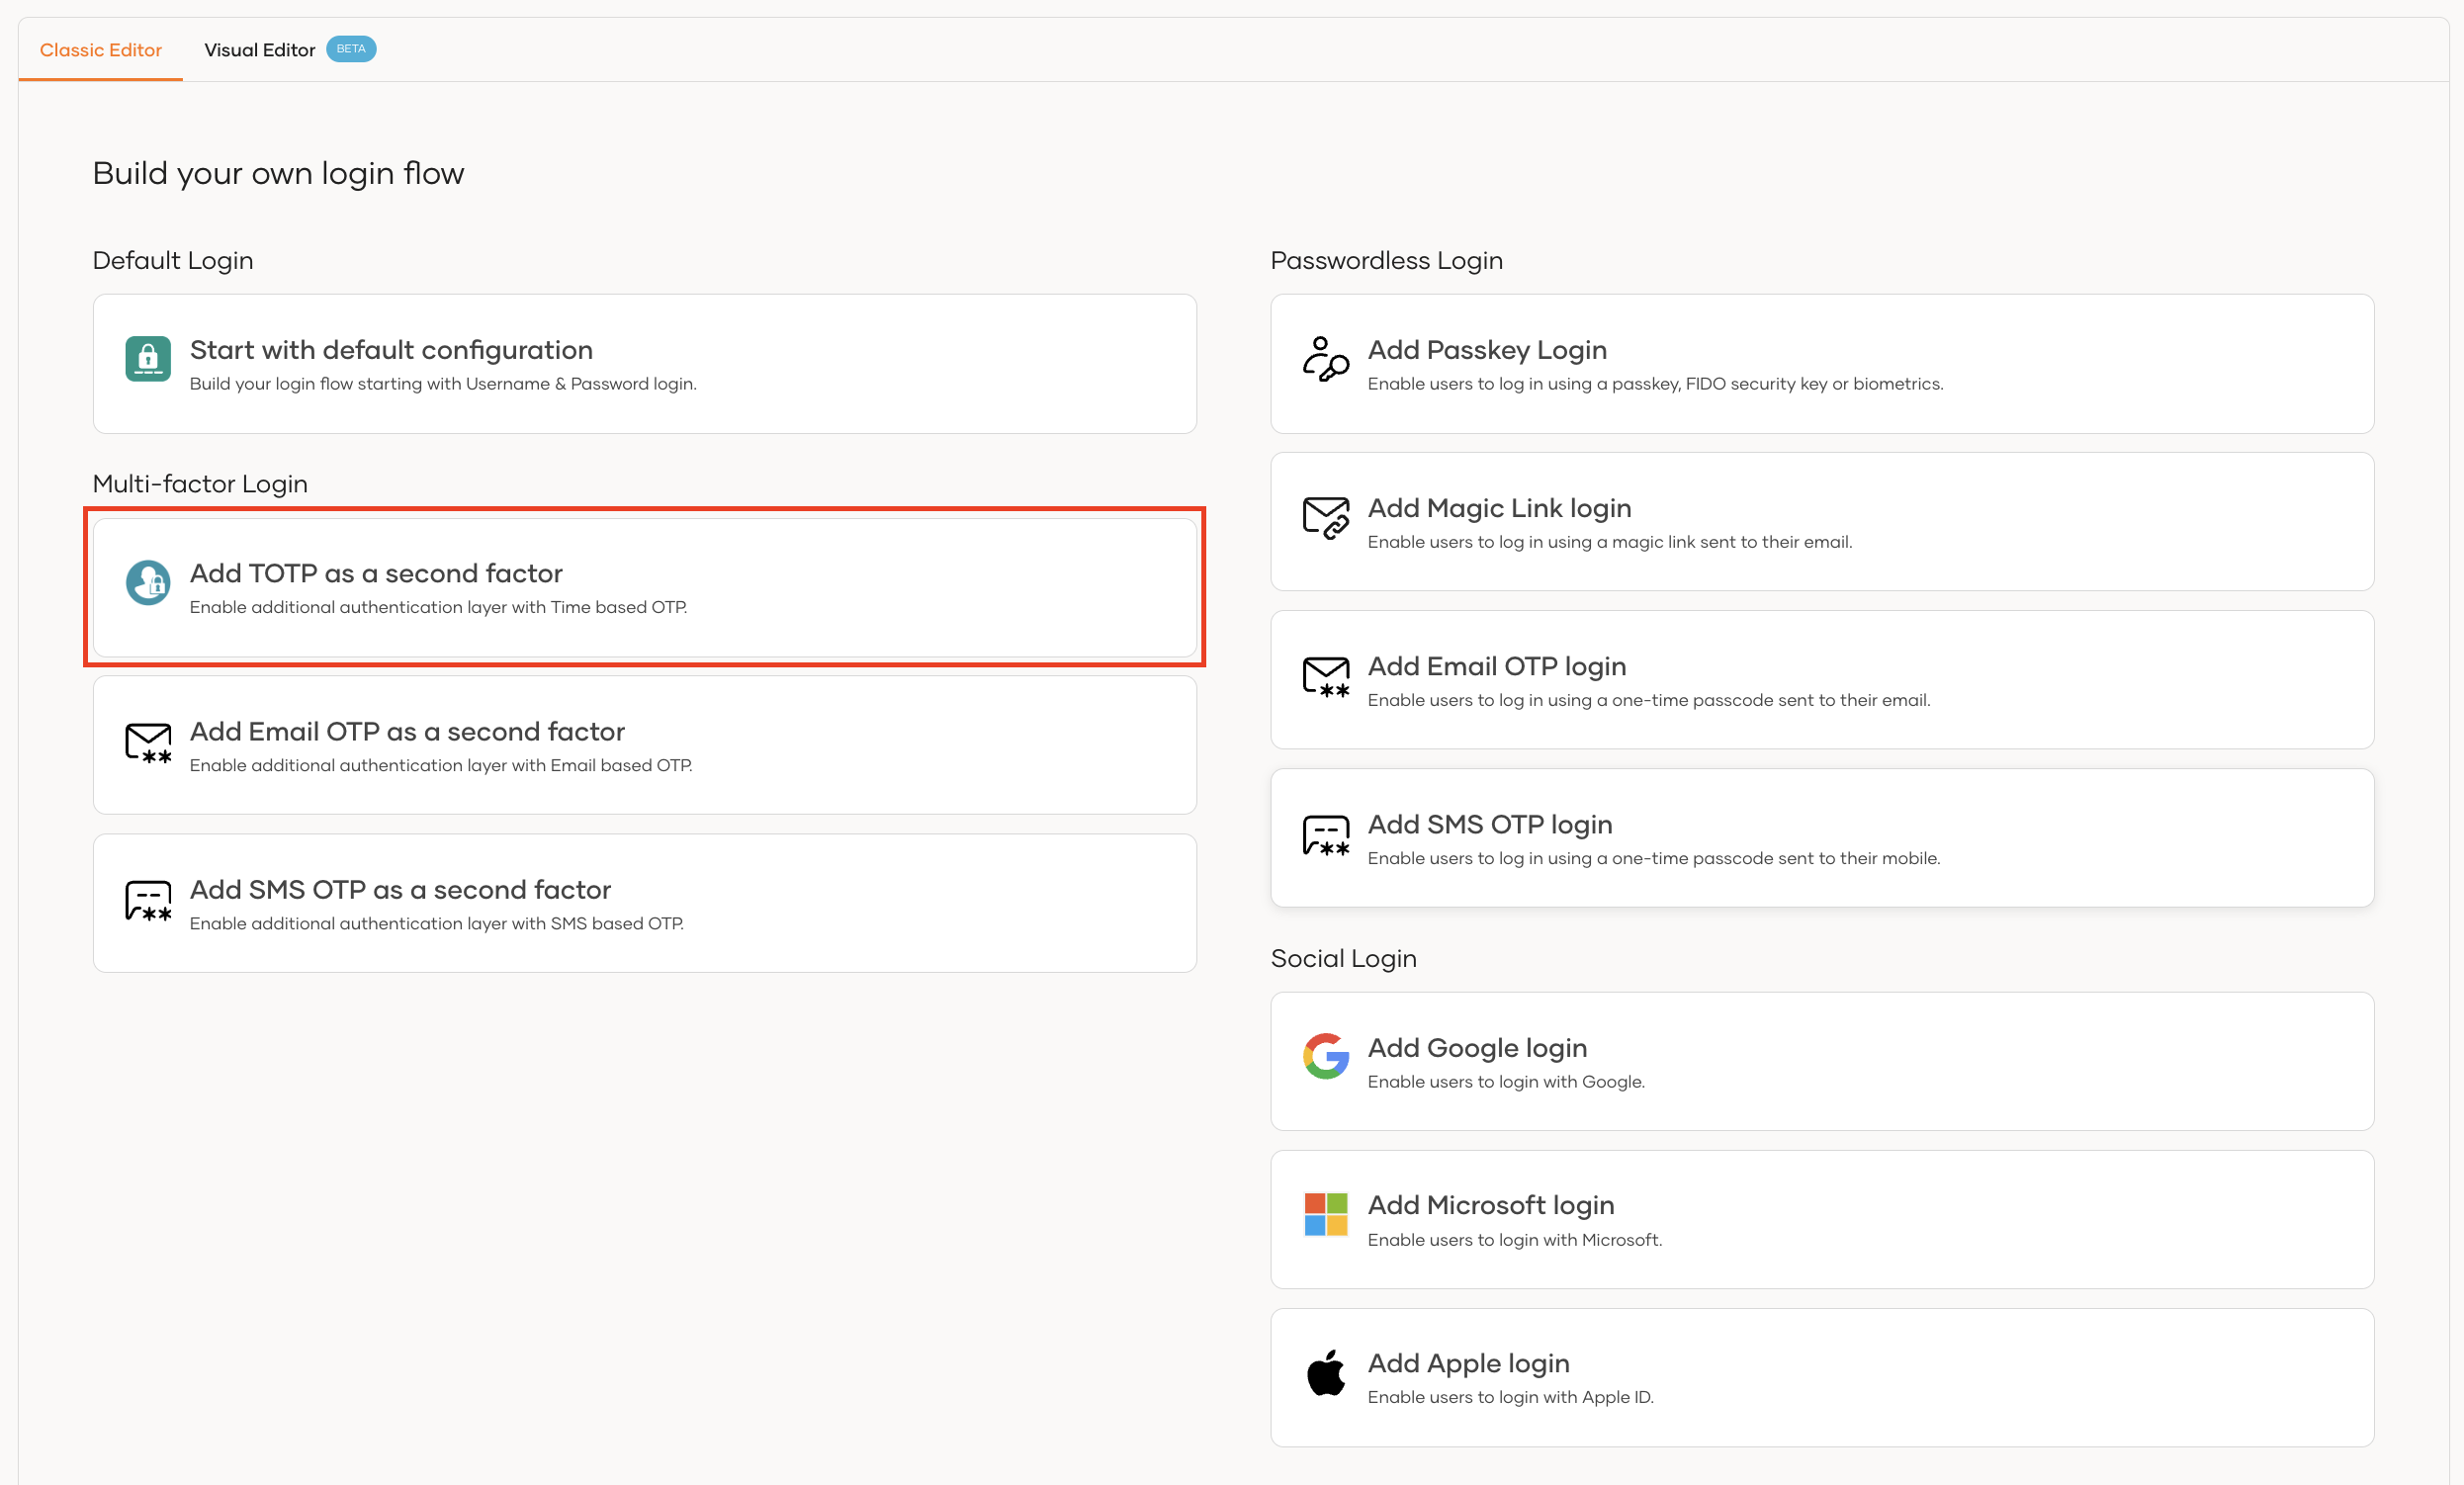 Classic Editor
Visual Editor BETA
Build your own login flow
Default Login
Start with default configuration
Build your login flow starting with Username & Password login.
Multi-factor Login
Add TOTP as a second factor
Enable additional authentication layer with Time based OTP.
Add Email OTP as a second factor
Enable additional authentication layer with Email based OTP.
Add SMS OTP as a second factor
Enable additional authentication layer with SMS based OTP.
Passwordless Login
Add Passkey Login
Enable users to log in using a passkey, FIDO security key or biometrics.
Add Magic Link login
Enable users to log in using a magic link sent to their email.
Add Email OTP login
Enable users to log in using a one-time passcode sent to their email.
Add SMS OTP login
Enable users to log in using a one-time passcode sent to their mobile.
Social Login
Add Google login
Enable users to login with Google.
Add Microsoft login
Enable users to login with Microsoft.
Add Apple login
Enable users to login with Apple ID.